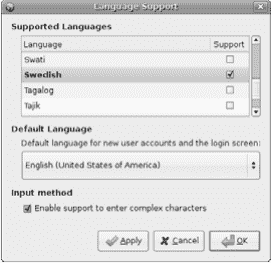 Language Support
Supported Languages
Language Support
Swati
Swedish
Tagalog
Tajik
Default Language
Default language for new user accounts and the login screen:
English (United States of America)
Input method
Enable support to enter complex characters
Apply Cancel OK